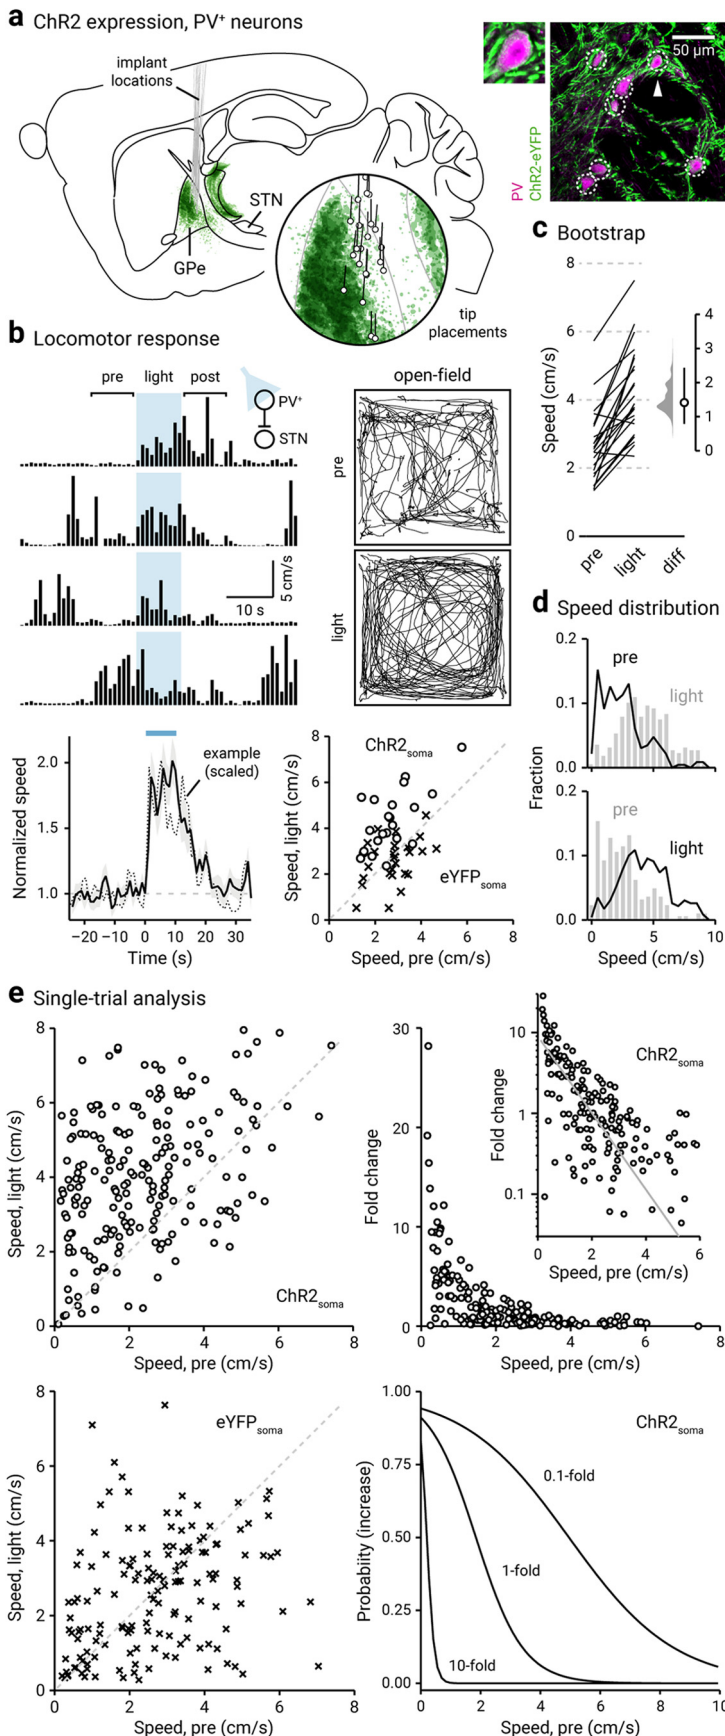 a ChR2 expression, PV+ neurons
implant
locations
STN
GPe
tip
placements
PV
ChR2-eYFP
50 μm
b Locomotor response
pre light post
PV+
STN
5 cm/s
10 s
open-field
pre
light
c Bootstrap
Speed (cm/s)
8
6
4
2
0
4
3
2
1
0
pre light diff
d Speed distribution
Fraction
0.2
0.1
0.0
pre
light
0.2
0.1
0.0
pre
light
0 5 10
Speed (cm/s)
Normalized speed
2.0
1.5
1.0
example
(scaled)
−20 −10 0 10 20 30
Time (s)
Speed, light (cm/s)
8
6
4
2
0
ChR2soma
eYFPsoma
0 2 4 6 8
Speed, pre (cm/s)
e Single-trial analysis
Speed, light (cm/s)
8
6
4
2
0
ChR2soma
0 2 4 6 8
Speed, pre (cm/s)
Fold change
30
20
10
0
0 2 4 6 8
Speed, pre (cm/s)
Fold change
10
1
0.1
ChR2soma
0 2 4 6
Speed, pre (cm/s)
Speed, light (cm/s)
8
6
4
2
0
eYFPsoma
0 2 4 6 8
Speed, pre (cm/s)
Probabliity (increase)
1.00
0.75
0.50
0.25
0.00
ChR2soma
0.1-fold
1-fold
10-fold
0 2 4 6 8 10
Speed, pre (cm/s)